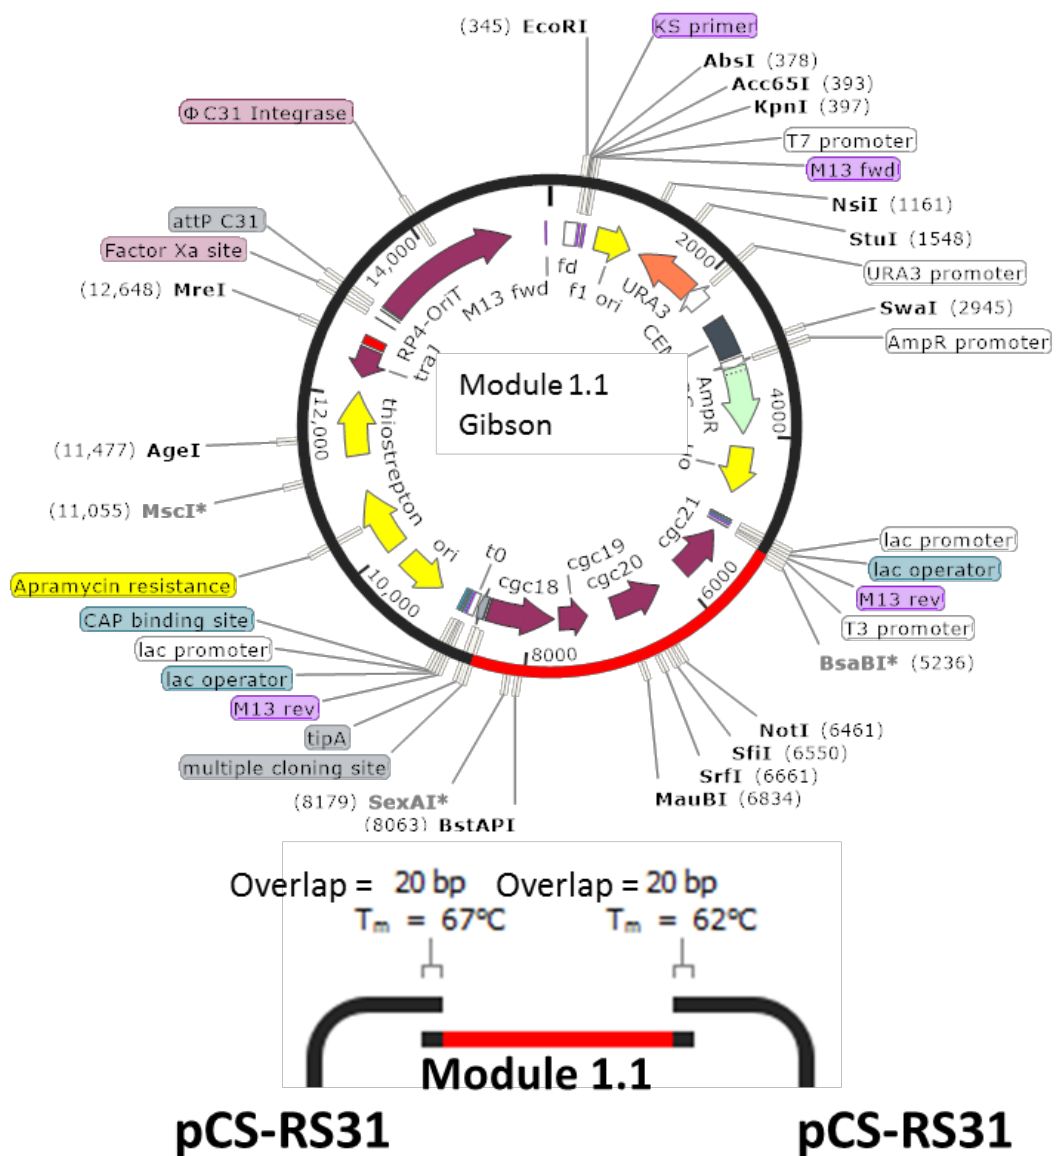 (345) EcoRI
KS primer
AbsI (378)
Acc65I (393)
KpnI (397)
T7 promoter
M13 fwd
NsiI (1161)
StuI (1548)
URA3 promoter
SwaI (2945)
AmpR promoter
ΦC31 Integrase
attP C31
Factor Xa site
(12,648) MreI
(11,477) AgeI
(11,055) MscI*
Apramycin resistance
CAP binding site
lac promoter
lac operator
M13 rev
tipA
multiple cloning site
(8179) SexAI*
(8063) BstAPI
lac promoter
lac operator
M13 rev
T3 promoter
BsaBI* (5236)
NotI (6461)
SfiI (6550)
SrfI (6661)
MauBI (6834)
2000
4000
6000
8000
10,000
12,000
14,000
fd
f1 ori
M13 fwd
URA3
AmpR
RP4-OriT
thiostrepton
ori
t0
cgc18
cgc19
cgc20
cgc21
Module 1.1
Gibson
Overlap = 20 bp Overlap = 20 bp
Tm = 67°C Tm = 62°C
Module 1.1
pCS-RS31 pCS-RS31